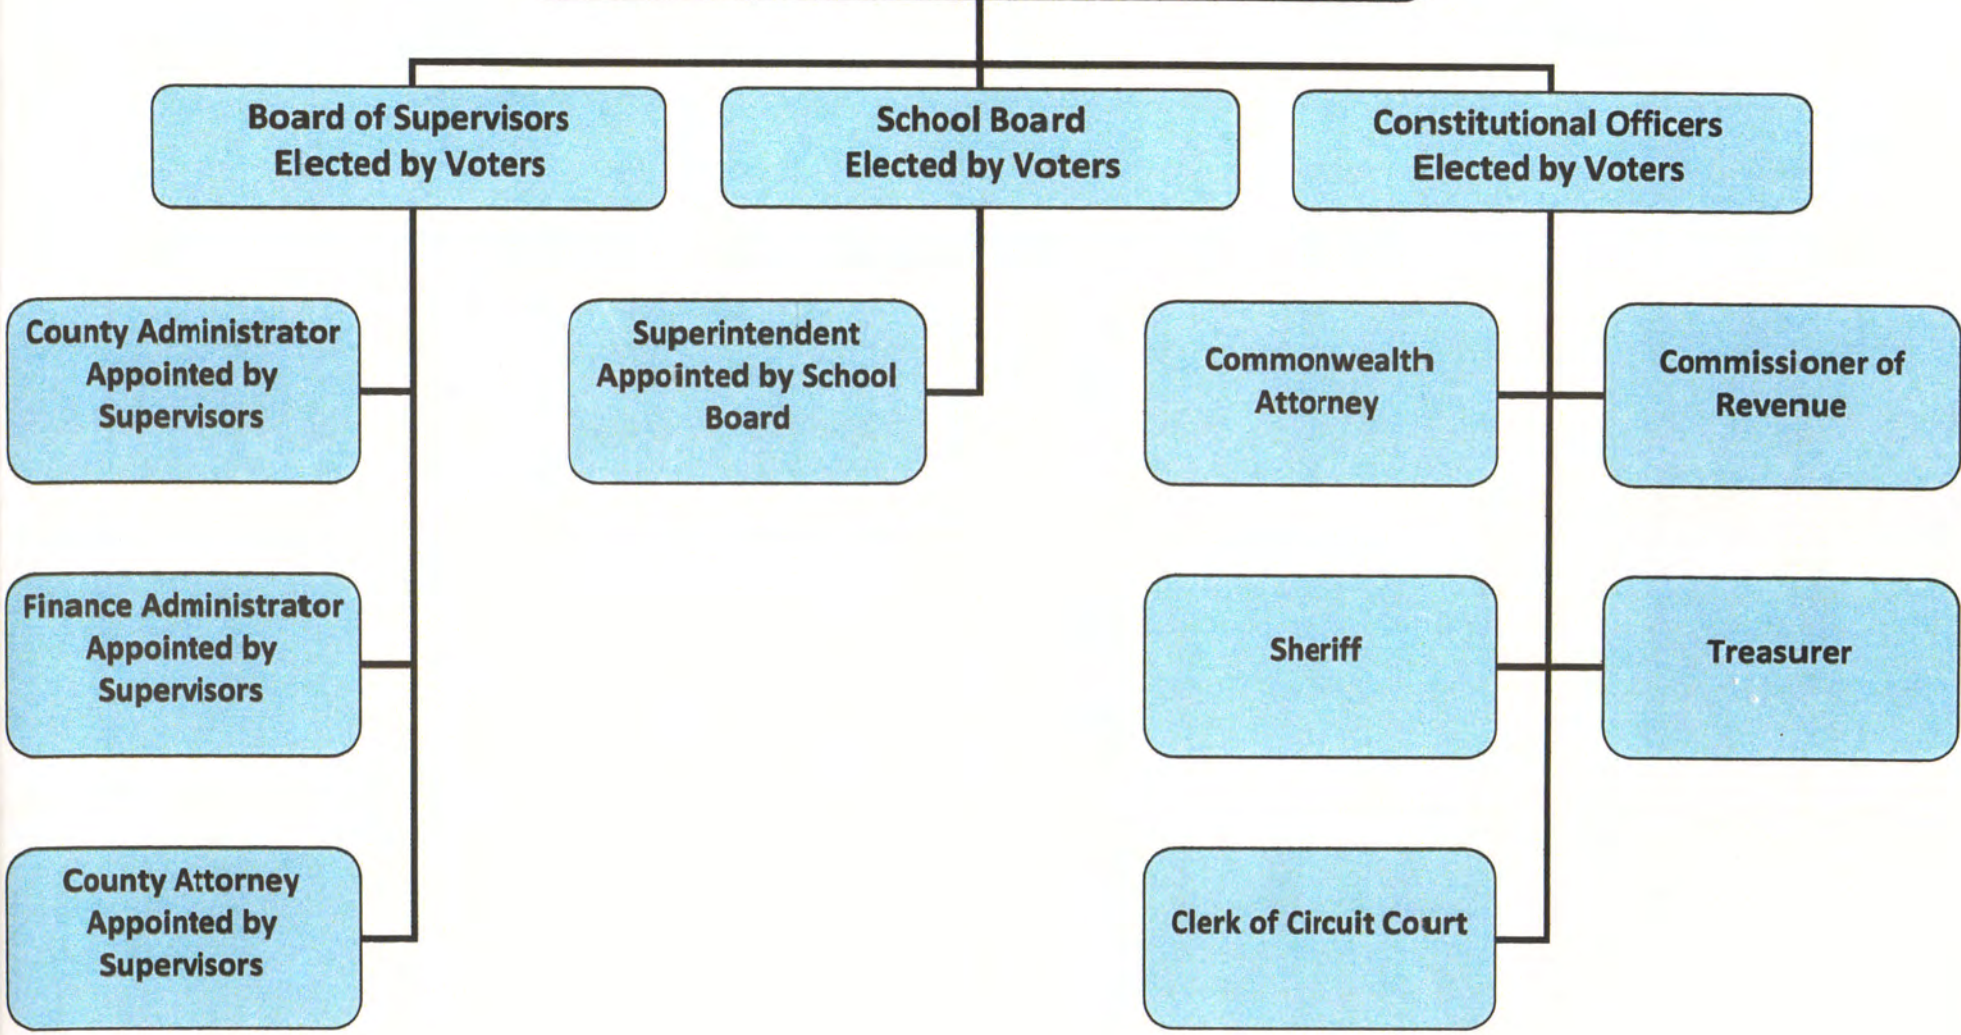 Board of Supervisors
Elected by Voters
School Board
Elected by Voters
Constitutional Officers
Elected by Voters
County Administrator
Appointed by
Supervisors
Superintendent
Appointed by School
Board
Commonwealth
Attorney
Commissioner of
Revenue
Finance Administrator
Appointed by
Supervisors
Sheriff
Treasurer
County Attorney
Appointed by
Supervisors
Clerk of Circuit Court